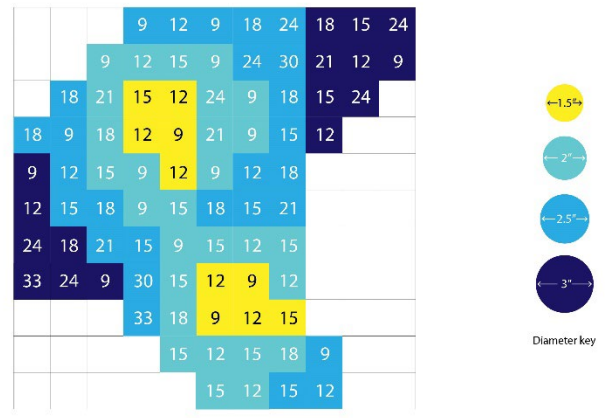 9 12 9 18 24 18 15 24
9 12 15 9 24 30 21 12 9
18 21 15 12 24 9 18 15 24
18 9 18 12 9 21 9 15 12
9 12 15 9 12 9 12 18
12 15 18 9 15 18 15 21
24 18 21 15 9 15 12 15
33 24 9 30 15 12 9 12
33 18 9 12 15
15 12 15 18 9
15 12 15 12
1.5"
2"
2.5"
3"
Diameter key